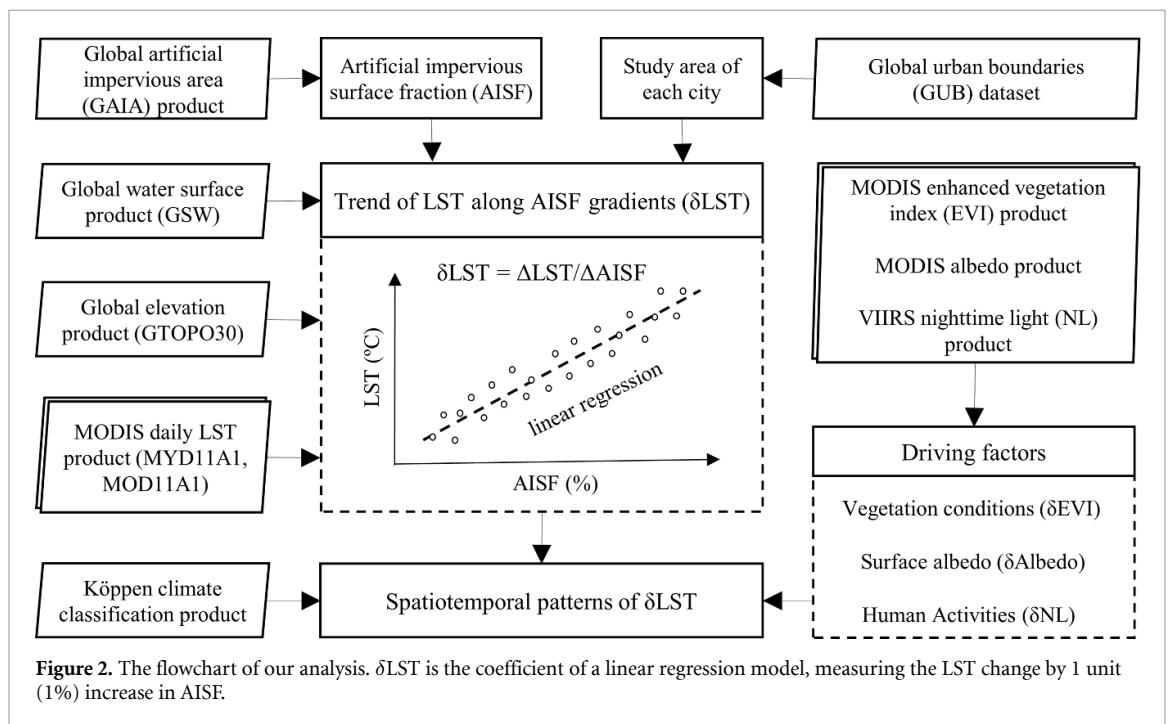 Global artificial
impervious area
(GAIA) product
Artificial impervious
surface fraction (AISF)
Study area of
each city
Global urban boundaries
(GUB) dataset
Global water surface
product (GSW)
Trend of LST along AISF gradients (δLST)
MODIS enhanced vegetation
index (EVI) product
MODIS albedo product
VIIRS nighttime light (NL)
product
Global elevation
product (GTOPO30)
δLST = ΔLST/ΔAISF
LST (ºC)
linear regression
AISF (%)
MODIS daily LST
product (MYD11A1,
MOD11A1)
Driving factors
Vegetation conditions (δEVI)
Surface albedo (δAlbedo)
Human Activities (δNL)
Köppen climate
classification product
Spatiotemporal patterns of δLST
Figure 2. The flowchart of our analysis. δLST is the coefficient of a linear regression model, measuring the LST change by 1 unit
(1%) increase in AISF.